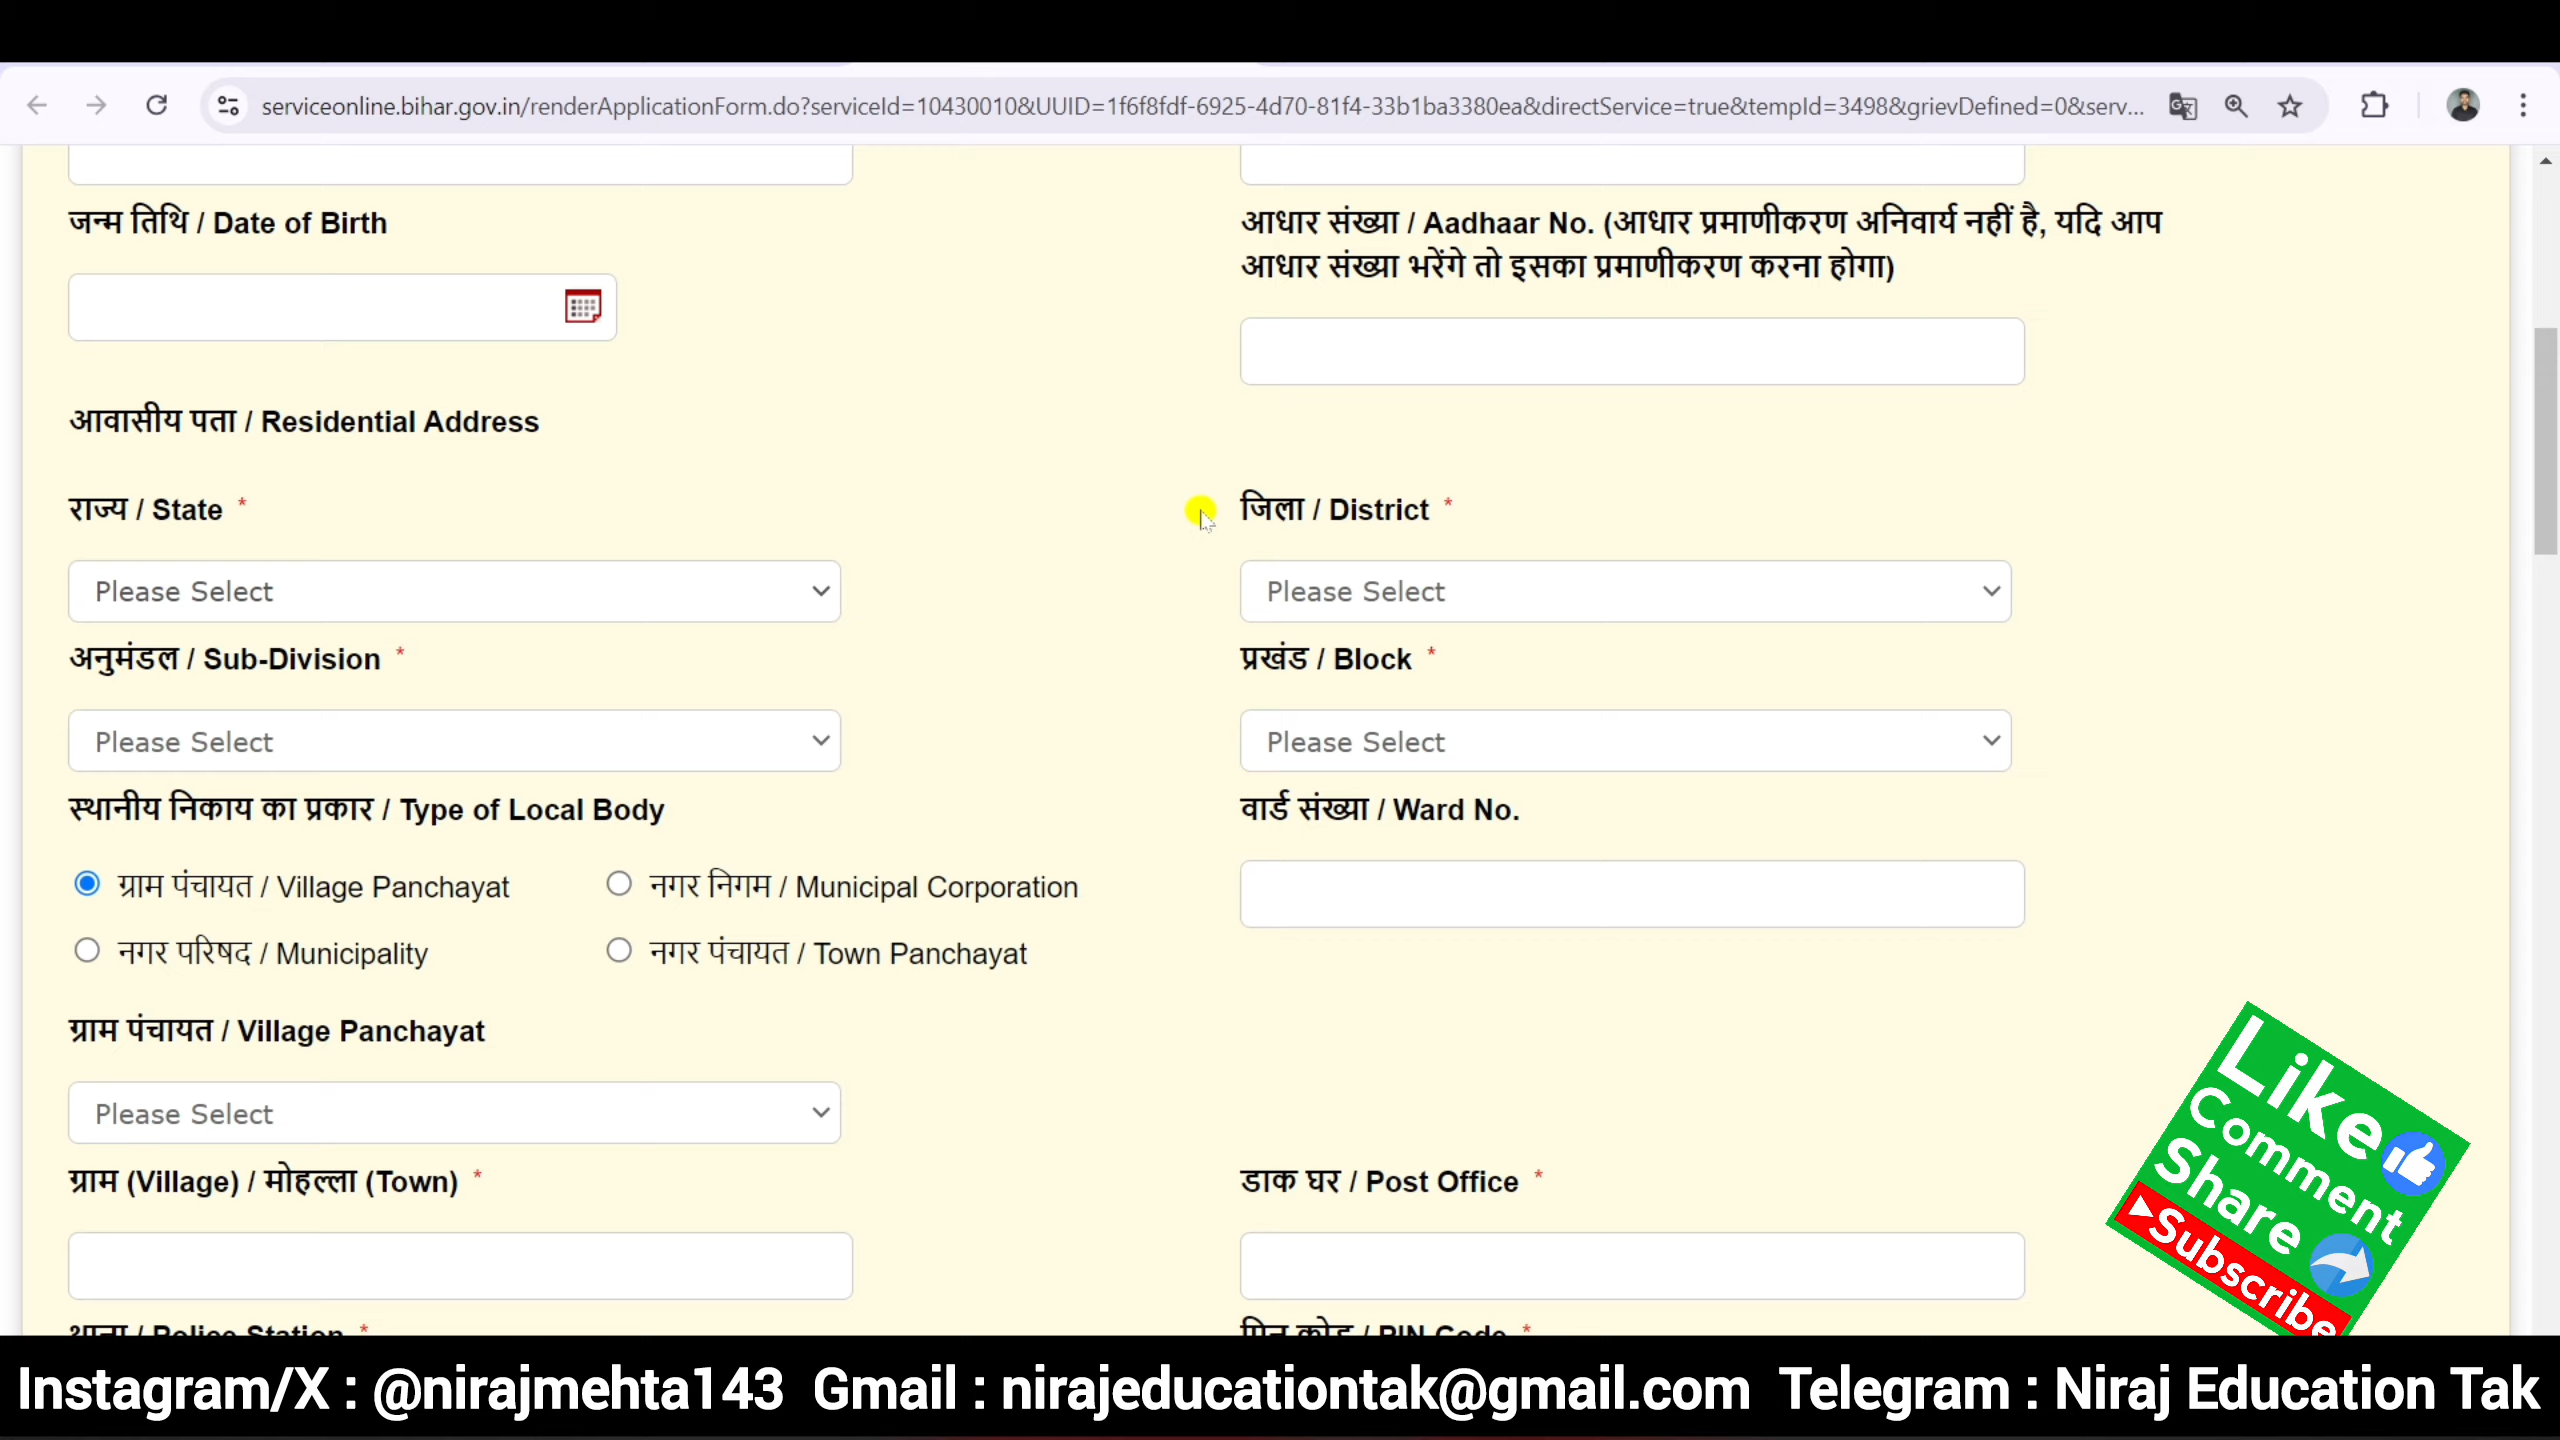 serviceonline.bihar.gov.in/renderApplicationForm.do?serviceId=10430010&UUID=1f6f8fdf-6925-4d70-81f4-33b1ba3380ea&directService=true&tempId=3498&grievDefined=0&serv...
जन्म तिथि / Date of Birth
आधार संख्या / Aadhaar No. (आधार प्रमाणीकरण अनिवार्य नहीं है, यदि आप
आधार संख्या भरेंगे तो इसका प्रमाणीकरण करना होगा)
आवासीय पता / Residential Address
राज्य / State *
जिला / District *
Please Select
Please Select
अनुमंडल / Sub-Division *
प्रखंड / Block *
Please Select
Please Select
स्थानीय निकाय का प्रकार / Type of Local Body
वार्ड संख्या / Ward No.
ग्राम पंचायत / Village Panchayat
नगर निगम / Municipal Corporation
नगर परिषद / Municipality
नगर पंचायत / Town Panchayat
ग्राम पंचायत / Village Panchayat
Please Select
ग्राम (Village) / मोहल्ला (Town) *
डाक घर / Post Office *
थाना / Police Station *
पिन कोड / PIN Code *
Like
Comment
Share
Subscribe
Instagram/X : @nirajmehta143 Gmail : nirajeducationtak@gmail.com Telegram : Niraj Education Tak